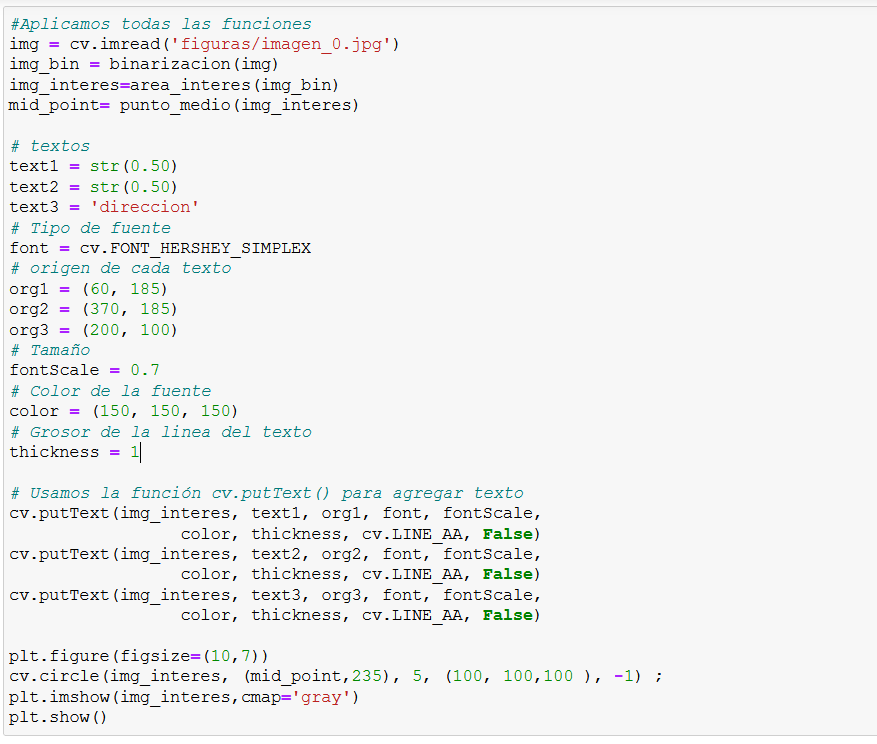 #Aplicamos todas las funciones
img = cv.imread('figuras/imagen_0.jpg')
img_bin = binarizacion(img)
img_interes=area_interes(img_bin)
mid_point= punto_medio(img_interes)

# textos
text1 = str(0.50)
text2 = str(0.50)
text3 = 'direccion'
# Tipo de fuente
font = cv.FONT_HERSHEY_SIMPLEX
# origen de cada texto
org1 = (60, 185)
org2 = (370, 185)
org3 = (200, 100)
# Tamaño
fontScale = 0.7
# Color de la fuente
color = (150, 150, 150)
# Grosor de la linea del texto
thickness = 1

# Usamos la función cv.putText() para agregar texto
cv.putText(img_interes, text1, org1, font, fontScale,
                 color, thickness, cv.LINE_AA, False)
cv.putText(img_interes, text2, org2, font, fontScale,
                 color, thickness, cv.LINE_AA, False)
cv.putText(img_interes, text3, org3, font, fontScale,
                 color, thickness, cv.LINE_AA, False)

plt.figure(figsize=(10,7))
cv.circle(img_interes, (mid_point,235), 5, (100, 100,100 ), -1) ;
plt.imshow(img_interes,cmap='gray')
plt.show()